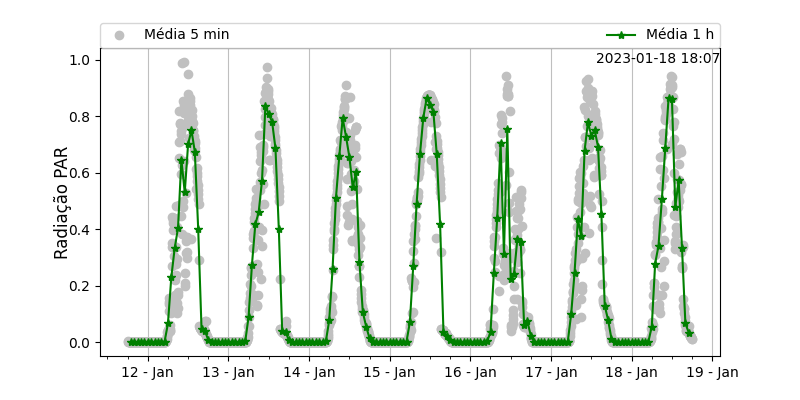 Média 5 min
Média 1 h
2023-01-18 18:07
Radiação PAR
1.0
0.8
0.6
0.4
0.2
0.0
12 - Jan
13 - Jan
14 - Jan
15 - Jan
16 - Jan
17 - Jan
18 - Jan
19 - Jan